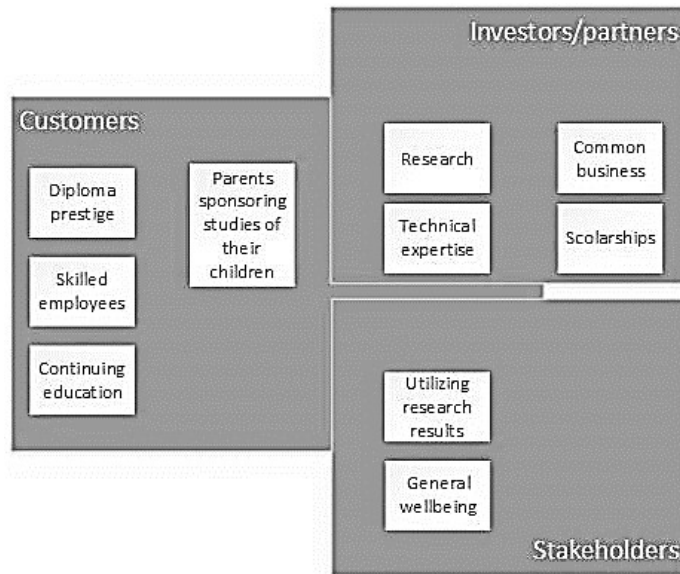 Investors/partners
Customers
Diploma
prestige
Skilled
employees
Continuing
education
Parents
sponsoring
studies of
their
children
Research
Technical
expertise
Common
business
Scolarships
Utilizing
research
results
General
wellbeing
Stakeholders